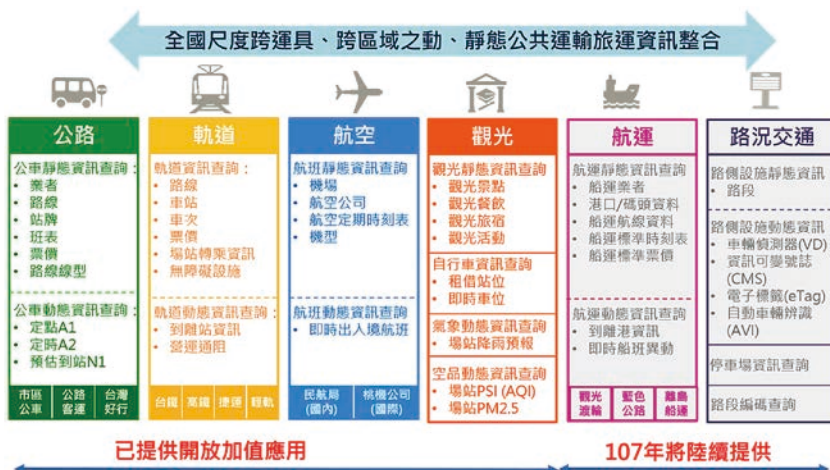 全國尺度跨運具、跨區域之動、靜態公共運輸旅運資訊整合
公路
公車靜態資訊查詢：
• 業者
• 路線
• 站牌
• 班表
• 票價
• 路線線型
公車動態資訊查詢：
• 定點A1
• 定時A2
• 預估到站N1
市區公車
公路客運
台灣好行
軌道
軌道資訊查詢：
• 路線
• 車站
• 車次
• 票價
• 場站轉乘資訊
• 無障礙設施
軌道動態資訊查詢：
• 到離站資訊
• 營運通阻
台鐵
高鐵
捷運
輕軌
航空
航班靜態資訊查詢
• 機場
• 航空公司
• 航空定期時刻表
• 機型
航班動態資訊查詢
• 即時出入境航班
民航局
(國內)
桃機公司
(國際)
觀光
觀光靜態資訊查詢
• 觀光景點
• 觀光餐飲
• 觀光旅宿
• 觀光活動
自行車資訊查詢
• 租借站位
• 即時車位
氣象動態資訊查詢
• 場站降雨預報
空品動態資訊查詢
• 場站PSI (AQI)
• 場站PM2.5
航運
航運靜態資訊查詢
• 船運業者
• 港口/碼頭資料
• 船運航線資料
• 船運標準時刻表
• 船運標準票價
航運動態資訊查詢
• 到離港資訊
• 即時船班異動
觀光渡輪
藍色公路
離島船運
路況交通
路側設施靜態資訊
• 路段
路側設施動態資訊
• 車輛偵測器(VD)
• 資訊可變號誌
(CMS)
• 電子標籤(eTag)
• 自動車輛辨識
(AVI)
停車場資訊查詢
路段編碼查詢
已提供開放加值應用
107年將陸續提供